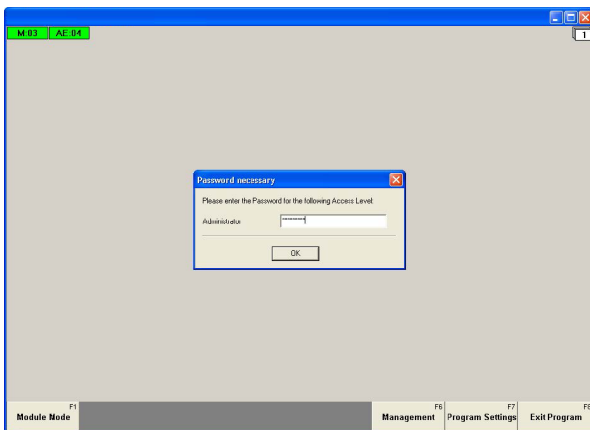 M:03 AE:04 1
Password necessary
Please enter the Password for the following Access Level:
Administrator
OK
F1 F6 F7 F8
Module Mode Management Program Settings Exit Program